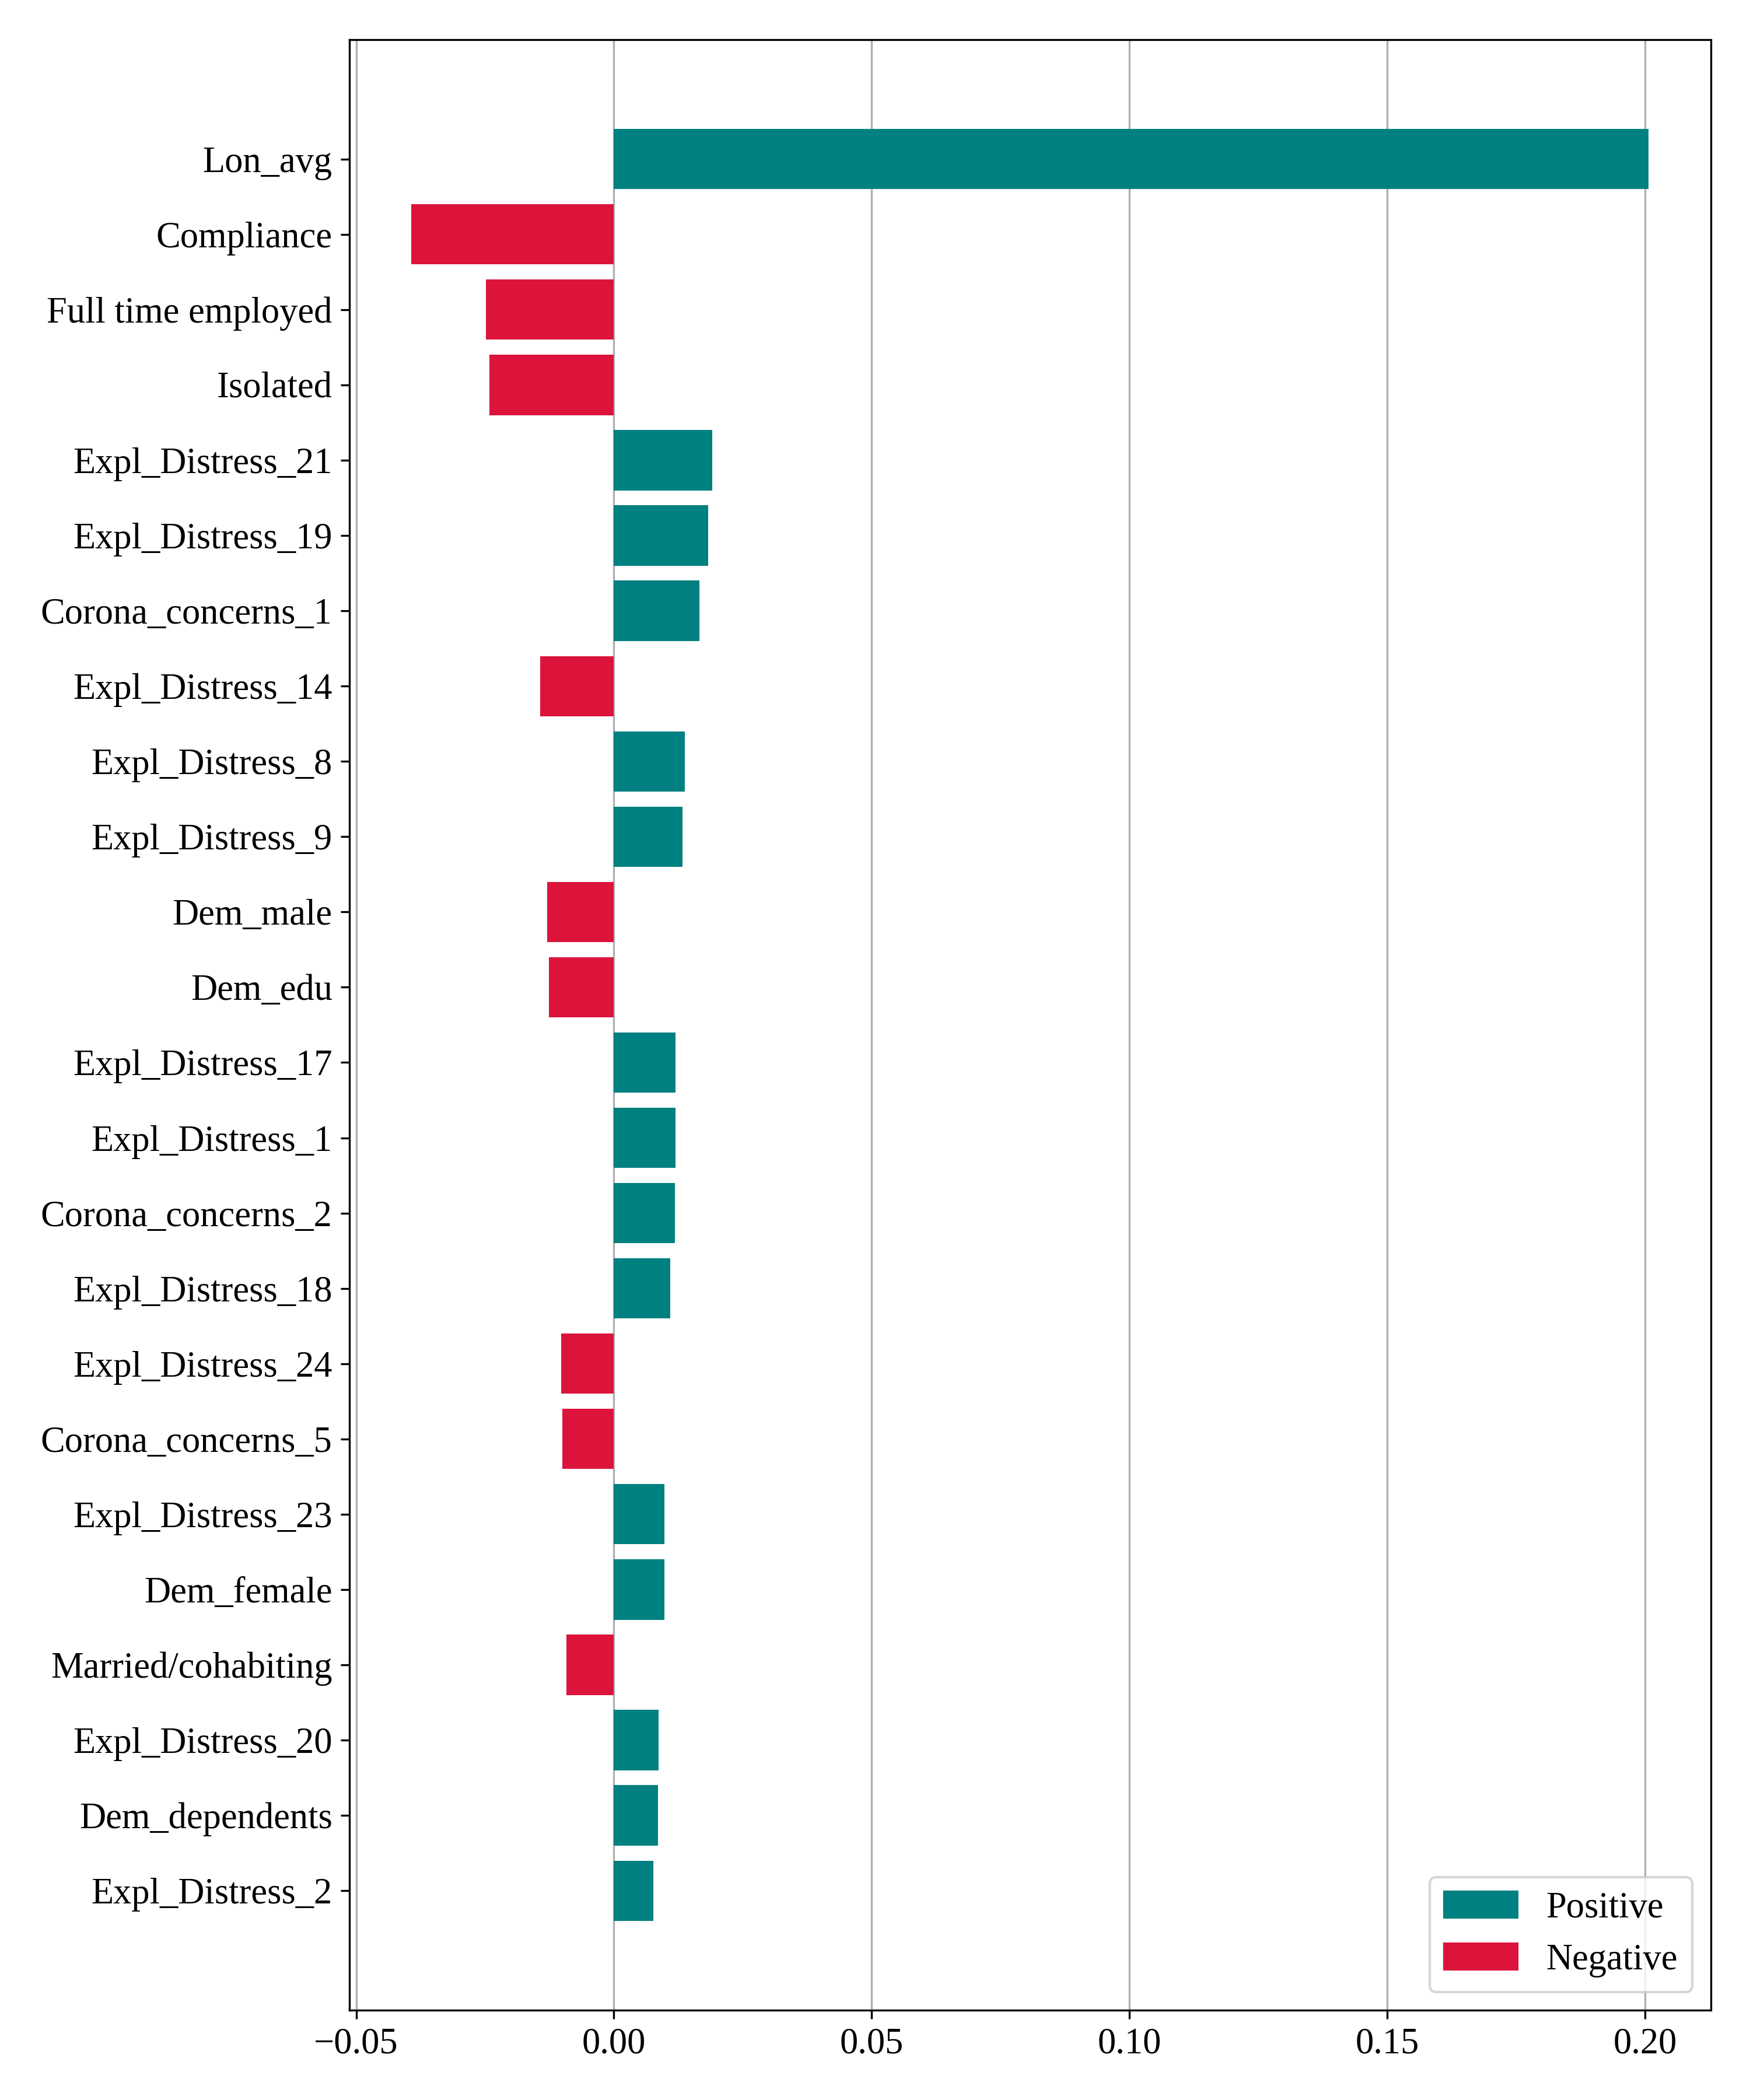 Lon_avg
Compliance
Full time employed
Isolated
Expl_Distress_21
Expl_Distress_19
Corona_concerns_1
Expl_Distress_14
Expl_Distress_8
Expl_Distress_9
Dem_male
Dem_edu
Expl_Distress_17
Expl_Distress_1
Corona_concerns_2
Expl_Distress_18
Expl_Distress_24
Corona_concerns_5
Expl_Distress_23
Dem_female
Married/cohabiting
Expl_Distress_20
Dem_dependents
Expl_Distress_2
Positive
Negative
−0.05 0.00 0.05 0.10 0.15 0.20